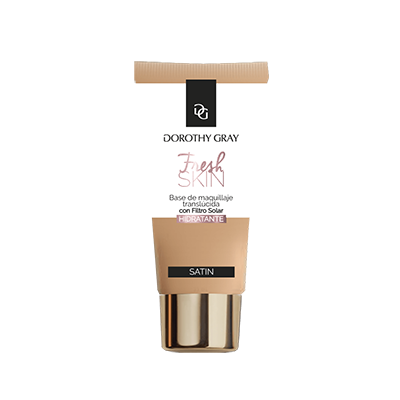 DG
DOROTHY GRAY
Fresh
SKIN
Base de maquillaje
translúcida
con Filtro Solar
HIDRATANTE
SATIN